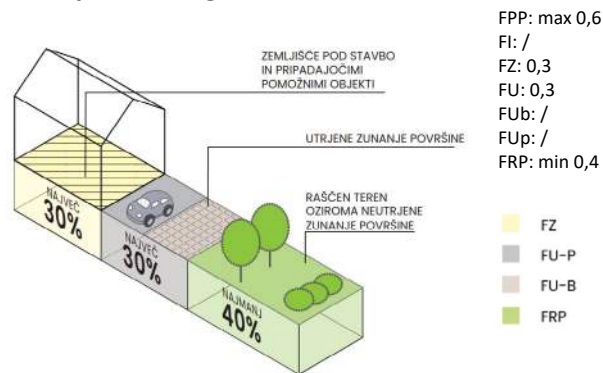 FPP: max 0,6
FI: /
FZ: 0,3
FU: 0,3
FUb: /
FUp: /
FRP: min 0,4
ZEMLJIŠČE POD STAVBO
IN PRIPADAJOČIMI
POMOŽNIMI OBJEKTI
UTRJENE ZUNANJE POVRŠINE
RAŠČEN TEREN
OZIROMA NEUTRJENE
ZUNANJE POVRŠINE
NAJVEČ
30%
NAJVEČ
30%
NAJMANJ
40%
FZ
FU-P
FU-B
FRP